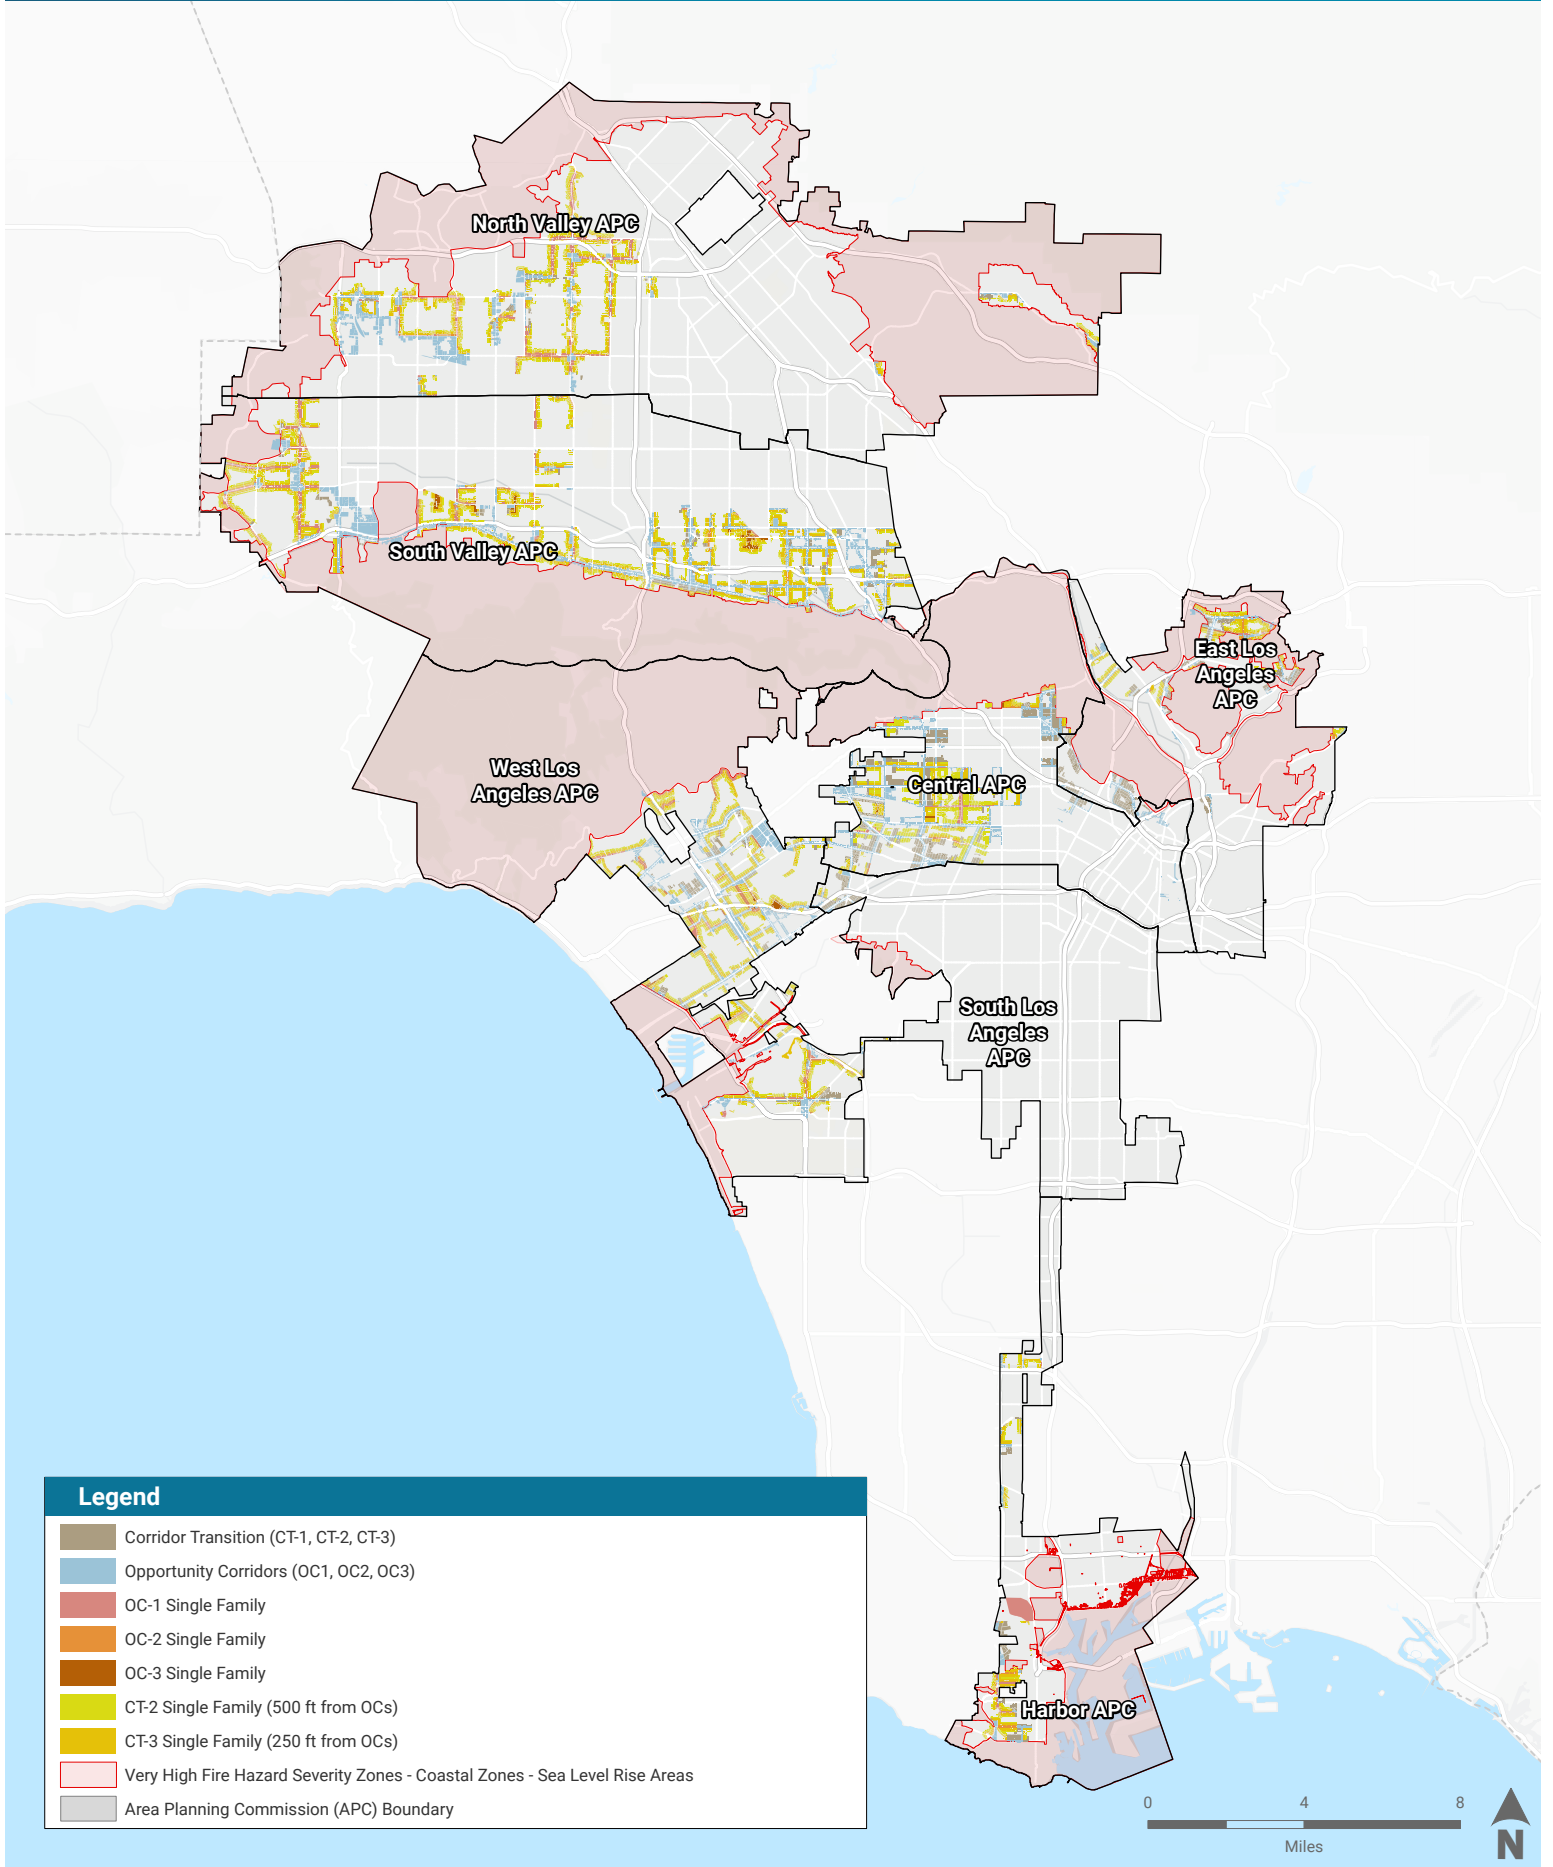 North Valley APC
South Valley APC
East Los
Angeles
APC
West Los
Angeles APC
Central APC
South Los
Angeles
APC
Harbor APC
Legend
Corridor Transition (CT-1, CT-2, CT-3)
Opportunity Corridors (OC1, OC2, OC3)
OC-1 Single Family
OC-2 Single Family
OC-3 Single Family
CT-2 Single Family (500 ft from OCs)
CT-3 Single Family (250 ft from OCs)
Very High Fire Hazard Severity Zones - Coastal Zones - Sea Level Rise Areas
Area Planning Commission (APC) Boundary
0 4 8
Miles
N